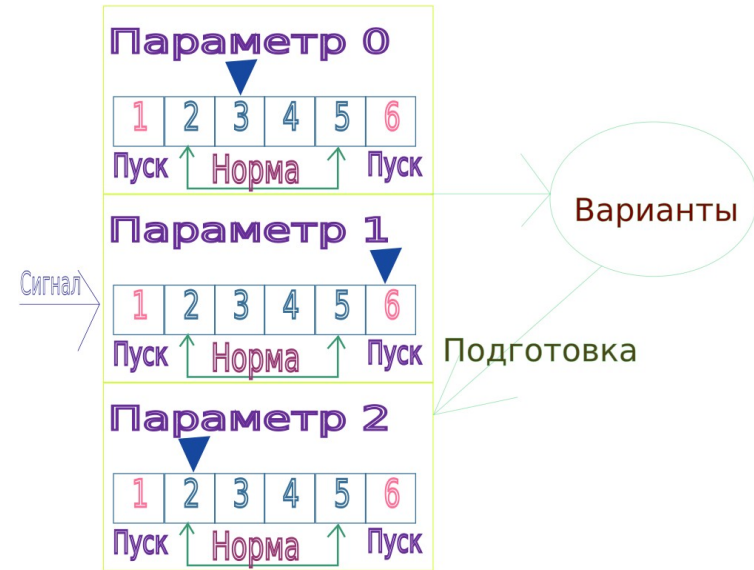 Параметр 0
1 2 3 4 5 6
Пуск Норма Пуск
Параметр 1
Варианты
Сигнал
1 2 3 4 5 6
Пуск Норма Пуск
Подготовка
Параметр 2
1 2 3 4 5 6
Пуск Норма Пуск